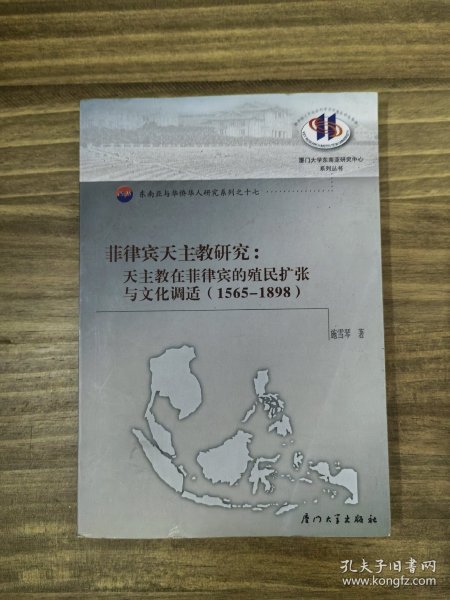 厦门大学东南亚研究中心
系列丛书
东南亚与华侨华人研究系列之十七
菲律宾天主教研究：
天主教在菲律宾的殖民扩张
与文化调适（1565-1898）
施雪琴 著
厦门大学出版社
孔夫子旧书网
www.kongfz.com